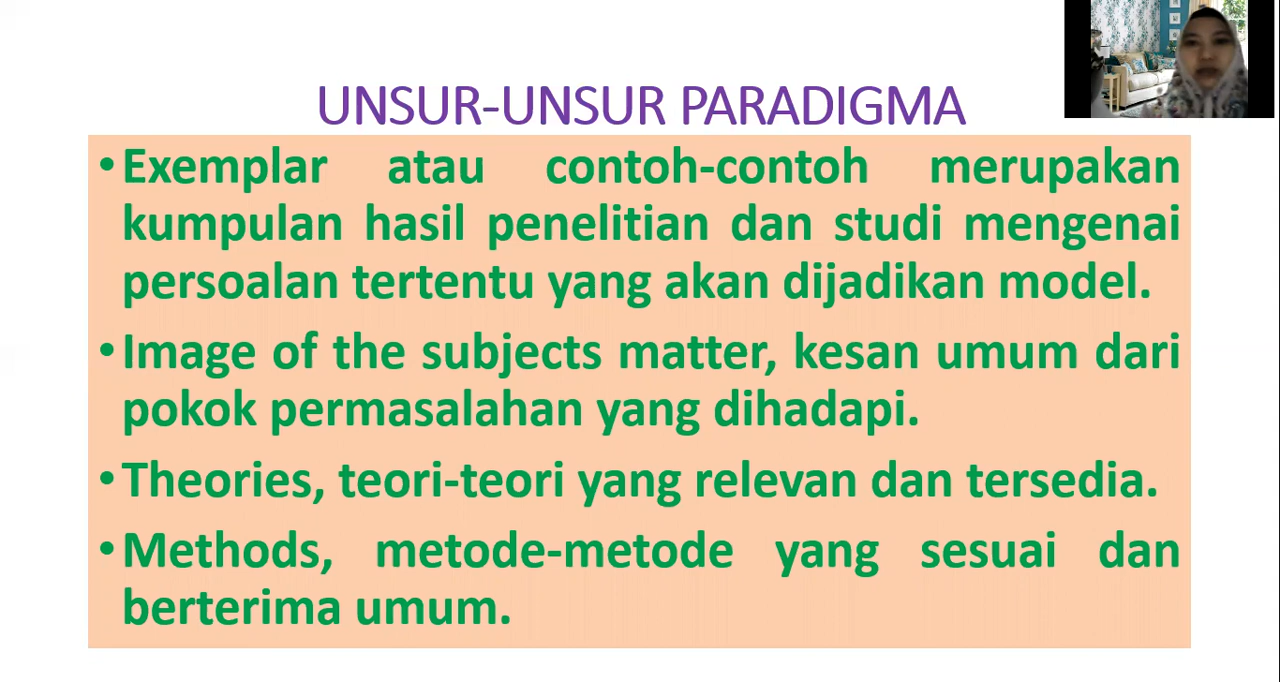 UNSUR-UNSUR PARADIGMA
•Exemplar atau contoh-contoh merupakan
kumpulan hasil penelitian dan studi mengenai
persoalan tertentu yang akan dijadikan model.
•Image of the subjects matter, kesan umum dari
pokok permasalahan yang dihadapi.
•Theories, teori-teori yang relevan dan tersedia.
•Methods, metode-metode yang sesuai dan
berterima umum.